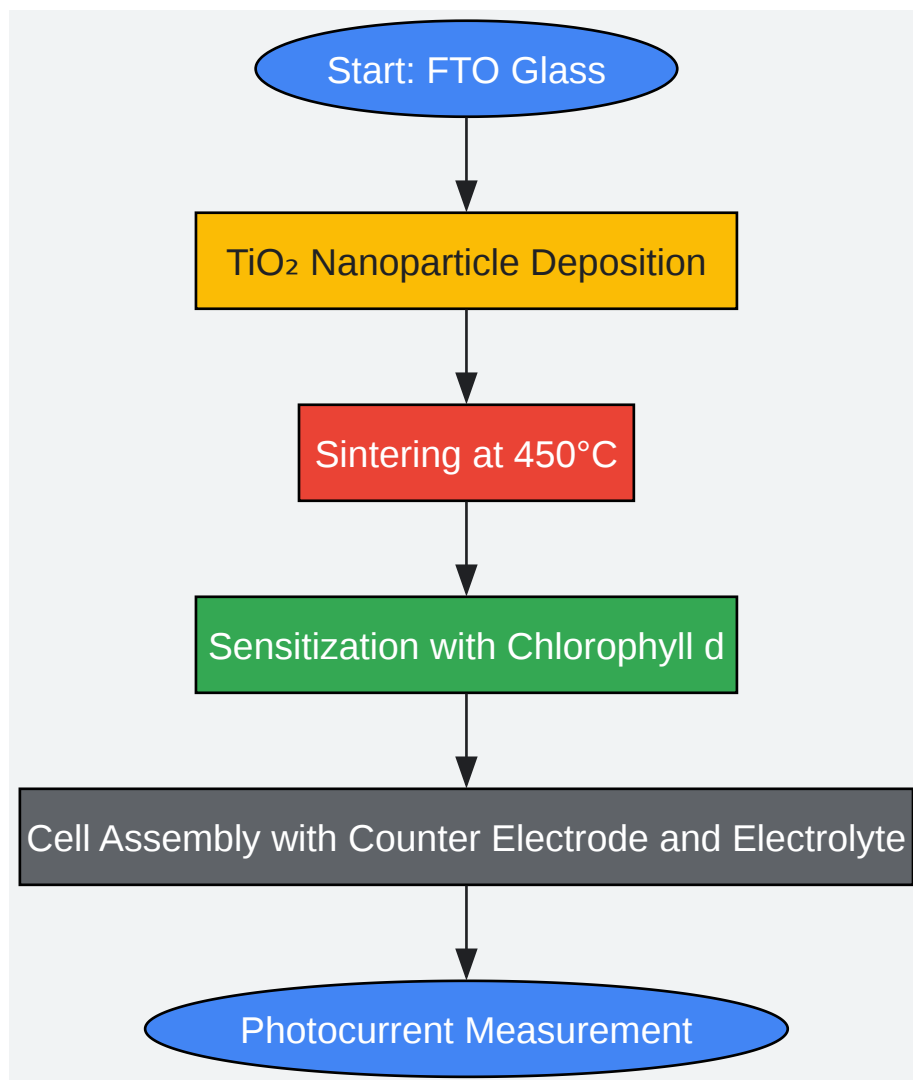 Start: FTO Glass
TiO₂ Nanoparticle Deposition
Sintering at 450°C
Sensitization with Chlorophyll d
Cell Assembly with Counter Electrode and Electrolyte
Photocurrent Measurement